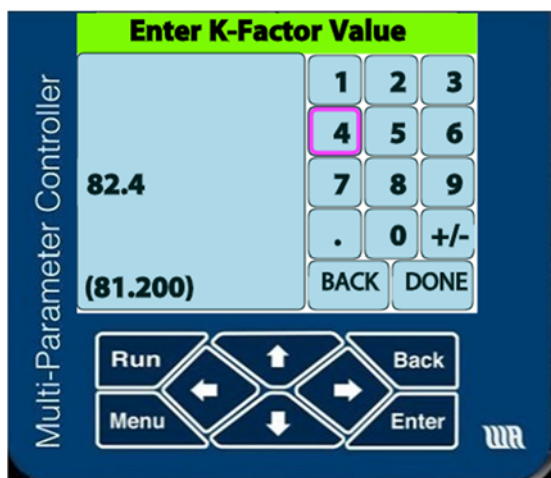 Enter K-Factor Value
Multi-Parameter Controller
1 2 3
4 5 6
82.4
7 8 9
. 0 +/-
(81.200)
BACK DONE
Run
Back
Menu
Enter